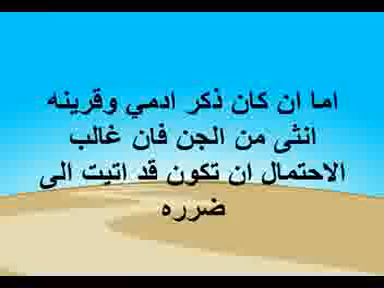 اما ان كان ذكر ادمي وقرينه
انثى من الجن فان غالب
الاحتمال ان تكون قد اتيت الى
ضرره